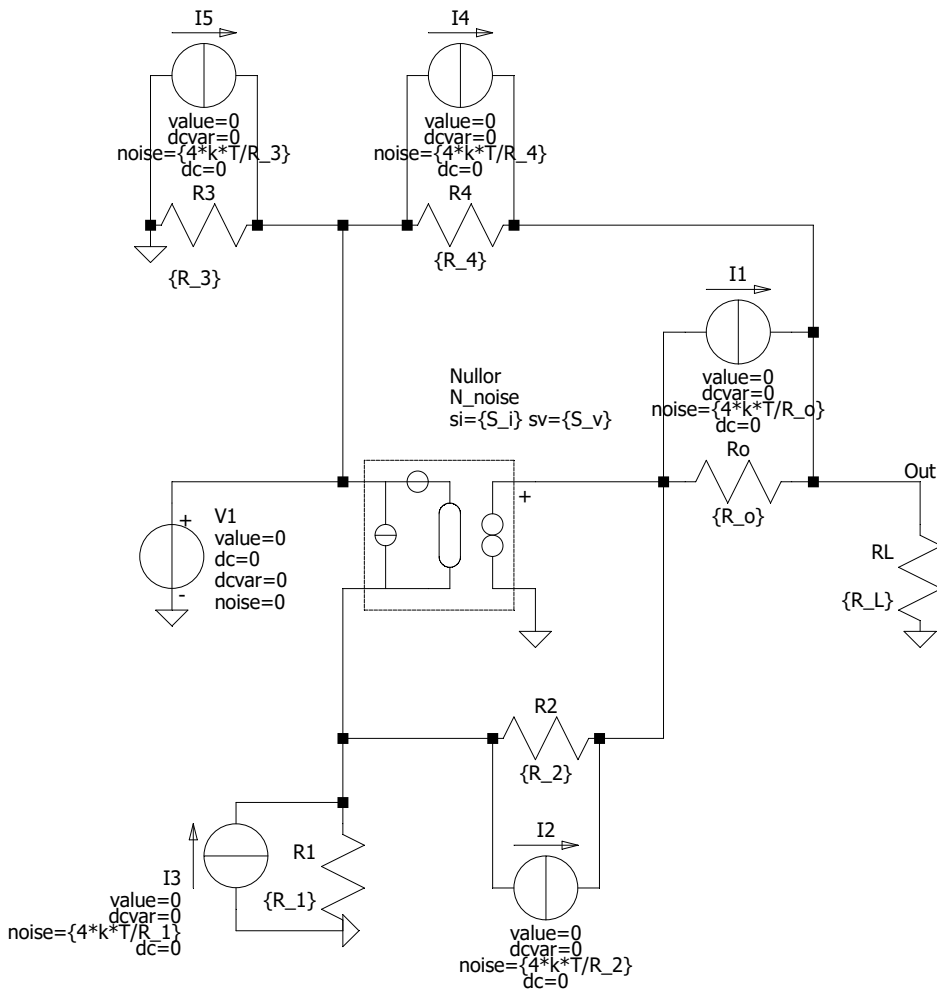 I5
value=0
dcvar=0
noise={4*k*T/R_3}
dc=0
R3
{R_3}
I4
value=0
dcvar=0
noise={4*k*T/R_4}
dc=0
R4
{R_4}
I1
value=0
dcvar=0
noise={4*k*T/R_o}
dc=0
Ro
{R_o}
Nullor
N_noise
si={S_i} sv={S_v}
+
Out
RL
{R_L}
+
V1
value=0
dc=0
dcvar=0
-
noise=0
R2
{R_2}
I2
value=0
dcvar=0
noise={4*k*T/R_2}
dc=0
R1
{R_1}
I3
value=0
dcvar=0
noise={4*k*T/R_1}
dc=0